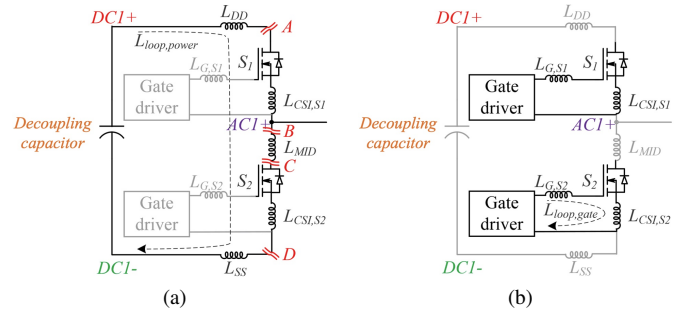 DC1+
L_DD
A
L_loop,power
S_1
L_G,S1
Gate
driver
L_CSI,S1
AC1+
B
Decoupling
capacitor
L_MID
C
S_2
L_G,S2
Gate
driver
L_CSI,S2
DC1-
L_SS
D
(a)
DC1+
L_DD
S_1
L_G,S1
Gate
driver
L_CSI,S1
AC1+
Decoupling
capacitor
L_MID
S_2
L_G,S2
Gate
driver
L_loop,gate
L_CSI,S2
DC1-
L_SS
(b)